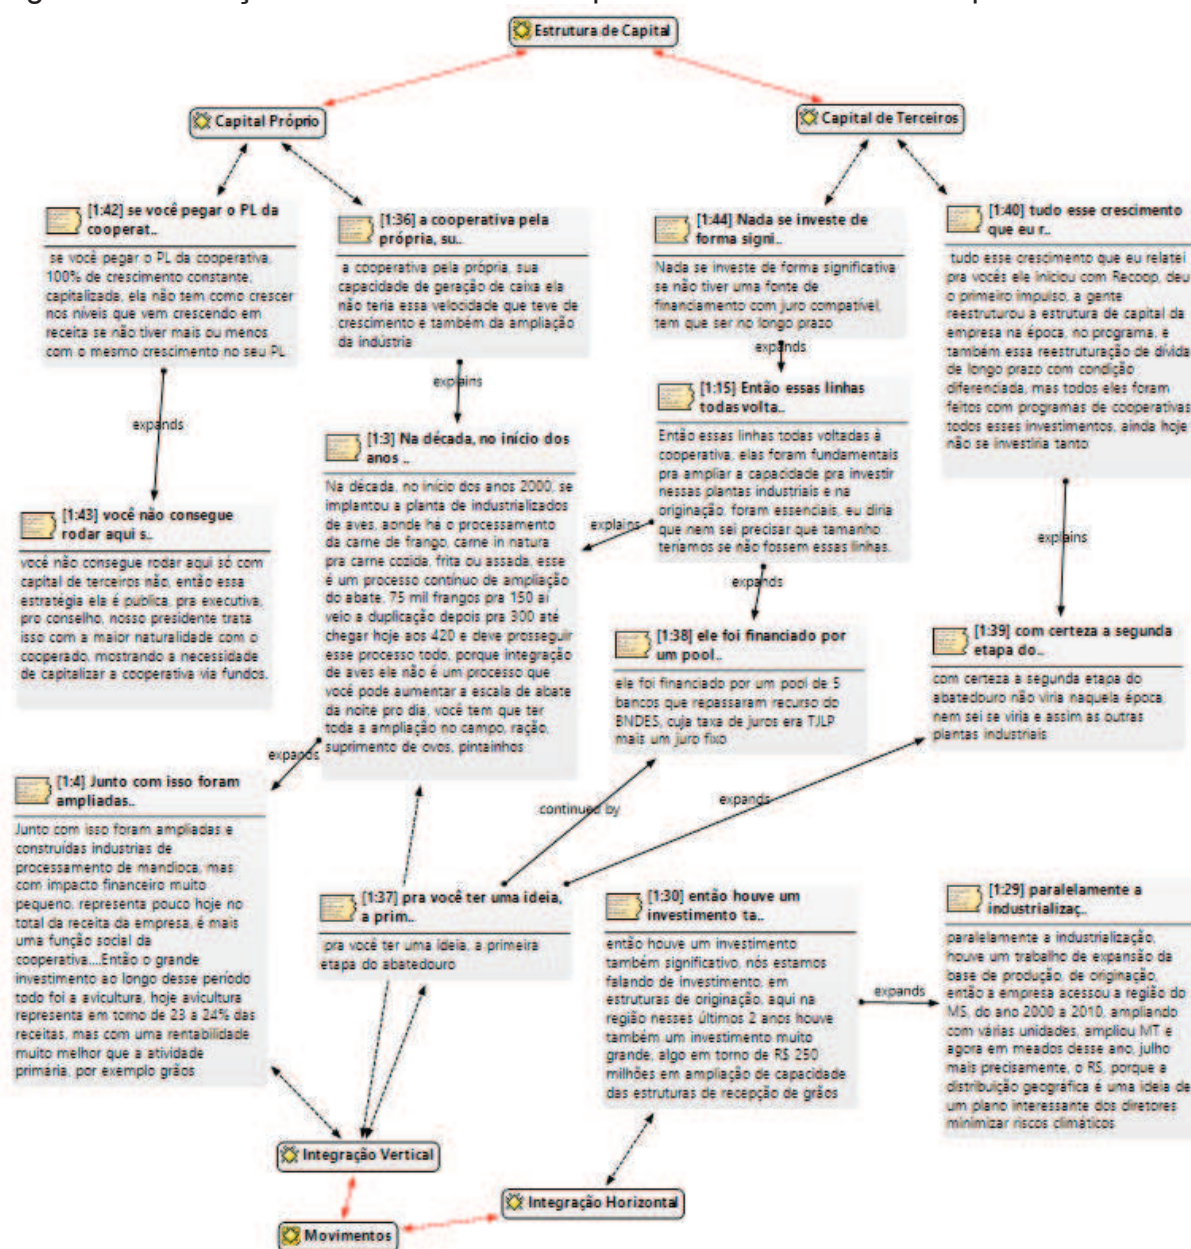 Estrutura de Capital
Capital Próprio
Capital de Terceiros
[1:42] se você pegar o PL da
cooperat..
se você pegar o PL da cooperativa,
100% de crescimento constante,
capitalizada, ela não tem como crescer
nos níveis que vem crescendo em
receita se não tiver mais ou menos
com o mesmo crescimento no seu PL
[1:36] a cooperativa pela
própria, su..
a cooperativa pela própria, sua
capacidade de geração de caixa ela
não teria essa velocidade que teve de
crescimento e também da ampliação
da indústria
[1:44] Nada se investe de
forma signi..
Nada se investe de forma significativa
se não tiver uma fonte de
financiamento com juro compatível,
tem que ser no longo prazo
[1:40] tudo esse crescimento
que eu r..
tudo esse crescimento que eu relatei
pra vocês ele iniciou com Recoop, deu
o primeiro impulso, a gente
reestruturou a estrutura de capital da
empresa na época, no programa, e
também essa reestruturação de dívida
de longo prazo com condição
diferenciada, mas todos eles foram
feitos com programas de cooperativas
todos esses investimentos, ainda hoje
não se investiria tanto
expands
explains
expands
[1:15] Então essas linhas
todas volta..
Então essas linhas todas voltadas à
cooperativa, elas foram fundamentais
pra ampliar a capacidade pra investir
nessas plantas industriais e na
originação, foram essenciais, eu diria
que nem sei precisar que tamanho
teríamos se não fossem essas linhas.
[1:3] Na década, no início dos
anos ..
Na década, no início dos anos 2000, se
implantou a planta de industrializados
de aves, aonde há o processamento
da carne de frango, carne in natura
pra carne cozida, frita ou assada, esse
é um processo contínuo de ampliação
do abate, 75 mil frangos pra 150 aí
veio a duplicação depois pra 300 até
chegar hoje aos 420 e deve prosseguir
esse processo todo, porque integração
de aves ele não é um processo que
você pode aumentar a escala de abate
da noite pro dia, você tem que ter
toda a ampliação no campo, ração,
suprimento de ovos, pintainhos
[1:43] você não consegue
rodar aqui s..
você não consegue rodar aqui só com
capital de terceiros não, então essa
estratégia ela é publica, pra executiva,
pro conselho, nosso presidente trata
isso com a maior naturalidade com o
cooperado, mostrando a necessidade
de capitalizar a cooperativa via fundos.
explains
expands
explains
[1:38] ele foi financiado por
um pool..
ele foi financiado por um pool de 5
bancos que repassaram recurso do
BNDES, cuja taxa de juros era TJLP
mais um juro fixo
[1:39] com certeza a segunda
etapa do..
com certeza a segunda etapa do
abatedouro não viria naquela época,
nem sei se viria e assim as outras
plantas industriais
expands
[1:4] Junto com isso foram
ampliadas..
Junto com isso foram ampliadas e
construídas industrias de
processamento de mandioca, mas
com impacto financeiro muito
pequeno, representa pouco hoje no
total da receita da empresa, é mais
uma função social da
cooperativa....Então o grande
investimento ao longo desse período
todo foi a avicultura, hoje avicultura
representa em torno de 23 a 24% das
receitas, mas com uma rentabilidade
muito melhor que a atividade
primária, por exemplo grãos
continued by
expands
[1:37] pra você ter uma ideia,
a prim..
pra você ter uma ideia, a primeira
etapa do abatedouro
[1:30] então houve um
investimento ta..
então houve um investimento
também significativo, nós estamos
falando de investimento, em
estruturas de originação, aqui na
região nesses últimos 2 anos houve
também um investimento muito
grande, algo em torno de R$ 250
milhões em ampliação de capacidade
das estruturas de recepção de grãos
expands
[1:29] paralelamente a
industrializaç..
paralelamente a industrialização,
houve um trabalho de expansão da
base de produção, de originação,
então a empresa acessou a região do
MS, do ano 2000 a 2010, ampliando
com várias unidades, ampliou MT e
agora em meados desse ano, julho
mais precisamente, o RS, porque a
distribuição geográfica é uma ideia de
um plano interessante dos diretores
minimizar riscos climáticos
Integração Vertical
Integração Horizontal
Movimentos